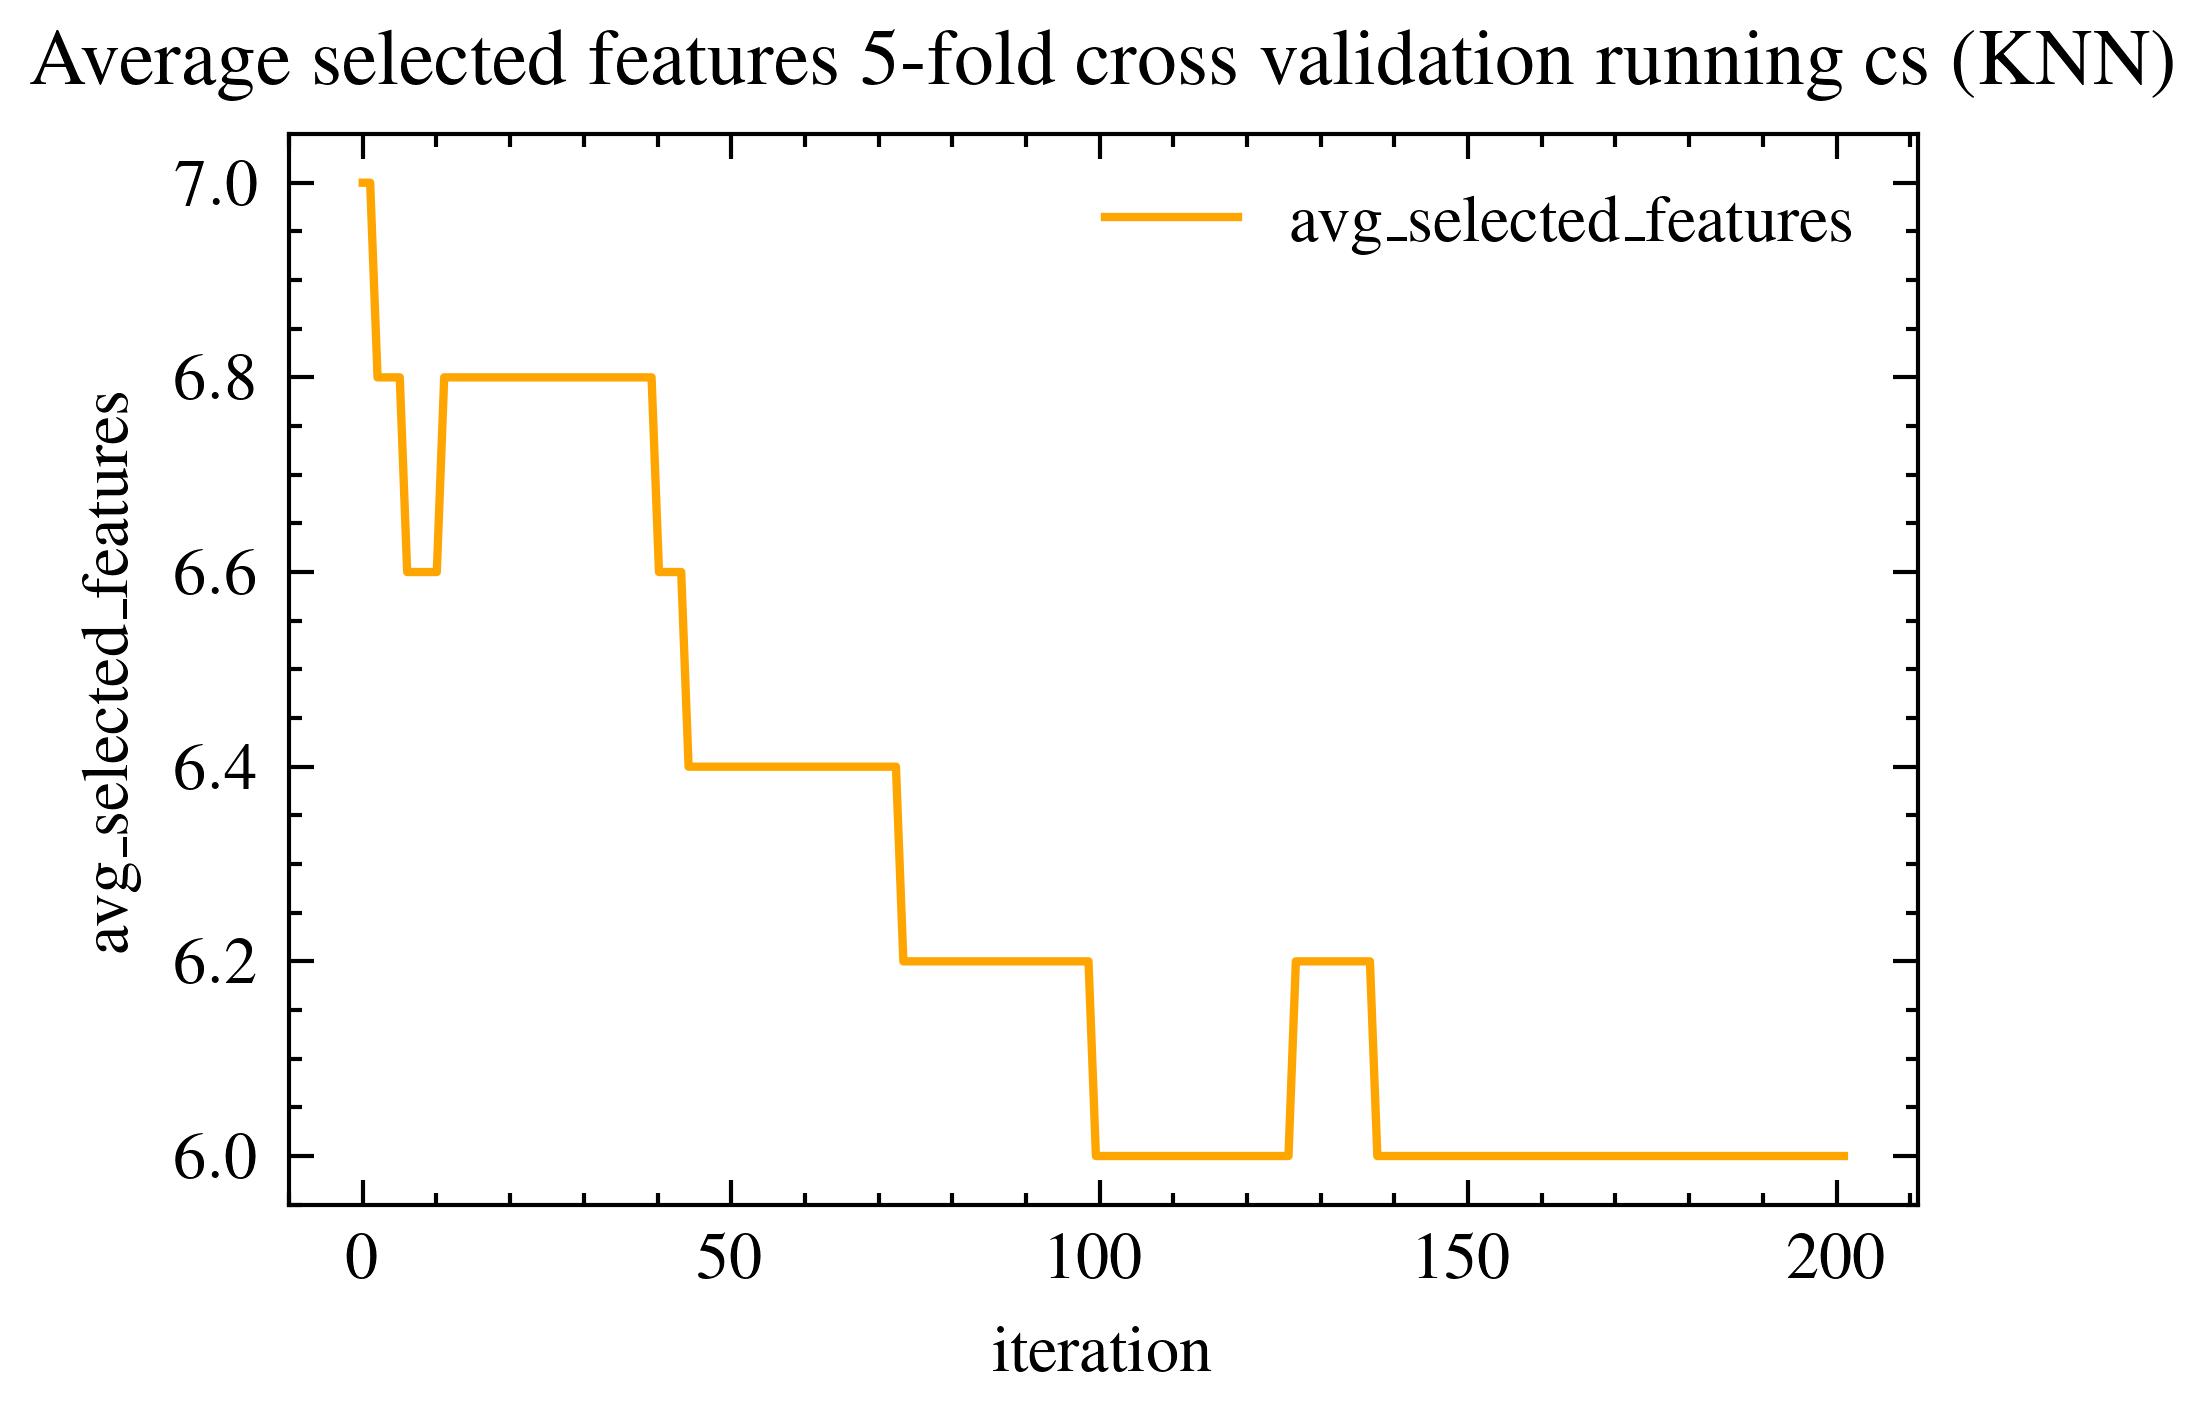 Average selected features 5-fold cross validation running cs (KNN)
avg_selected_features
7.0
6.8
6.6
6.4
6.2
6.0
avg_selected_features
0 50 100 150 200
iteration